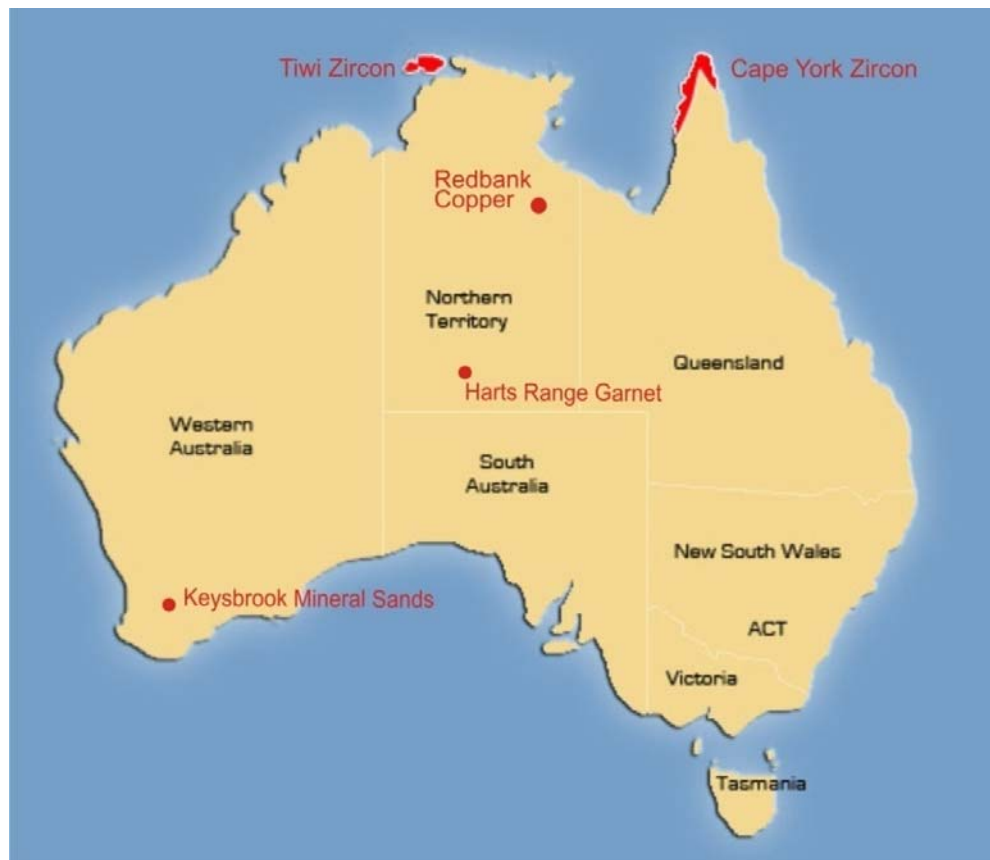 Tiwi Zircon
Cape York Zircon
Redbank
Copper
Northern
Territory
Queensland
Harts Range Garnet
Western
Australia
South
Australia
New South Wales
Keysbrook Mineral Sands
ACT
Victoria
Tasmania